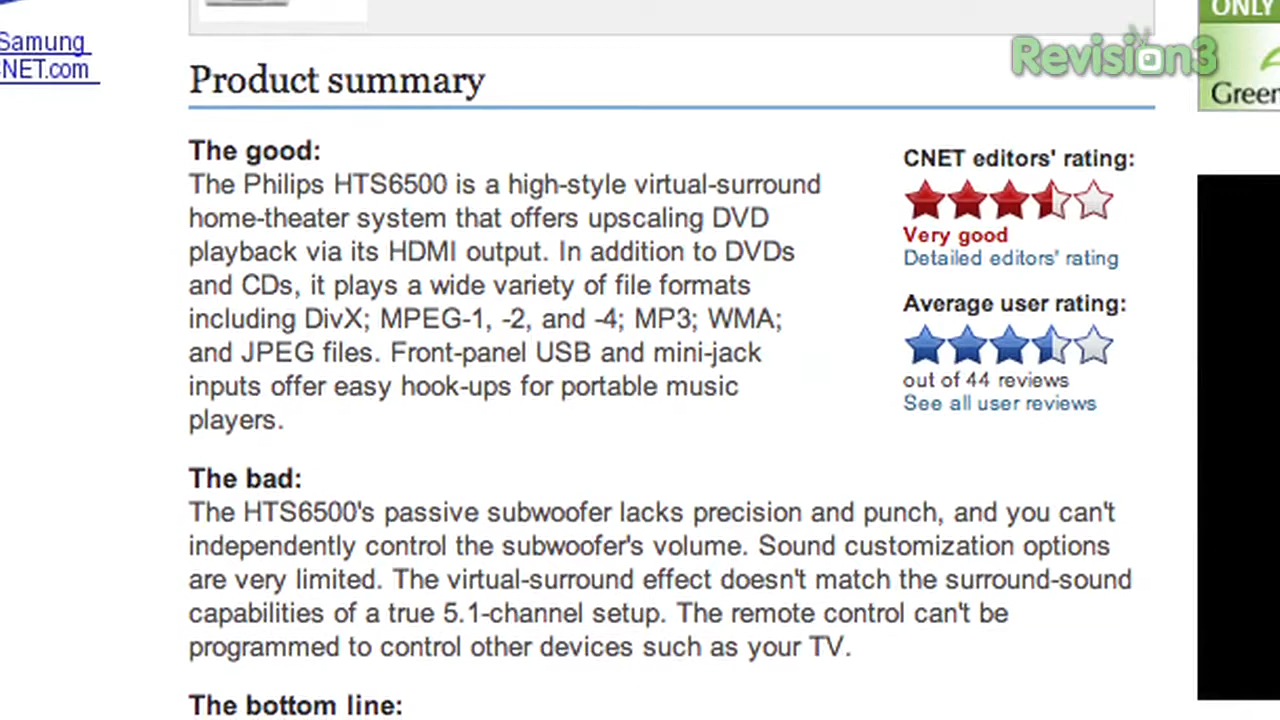 ONLY
Samung
CNET.com
Revision3
Green
Product summary
The good:
The Philips HTS6500 is a high-style virtual-surround
home-theater system that offers upscaling DVD
playback via its HDMI output. In addition to DVDs
and CDs, it plays a wide variety of file formats
including DivX; MPEG-1, -2, and -4; MP3; WMA;
and JPEG files. Front-panel USB and mini-jack
inputs offer easy hook-ups for portable music
players.
CNET editors' rating:
Very good
Detailed editors' rating
Average user rating:
out of 44 reviews
See all user reviews
The bad:
The HTS6500's passive subwoofer lacks precision and punch, and you can't
independently control the subwoofer's volume. Sound customization options
are very limited. The virtual-surround effect doesn't match the surround-sound
capabilities of a true 5.1-channel setup. The remote control can't be
programmed to control other devices such as your TV.
The bottom line: